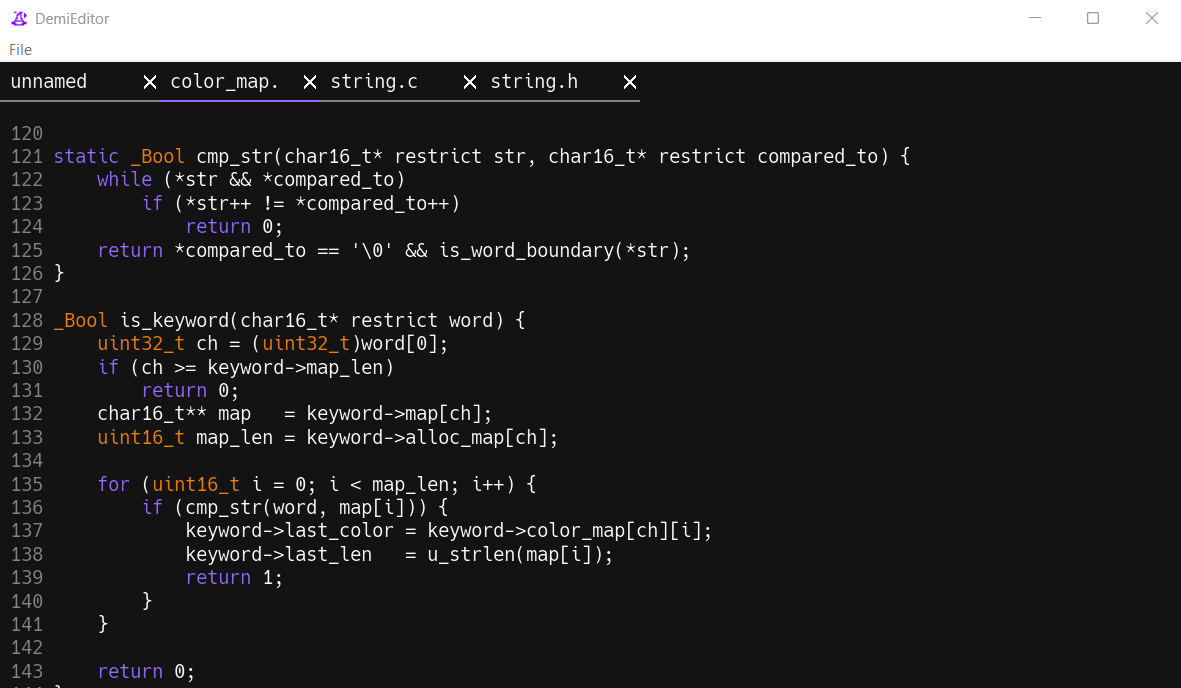 DemiEditor
File
unnamed color_map. string.c string.h
120
121 static _Bool cmp_str(char16_t* restrict str, char16_t* restrict compared_to) {
122     while (*str && *compared_to)
123         if (*str++ != *compared_to++)
124             return 0;
125     return *compared_to == '\0' && is_word_boundary(*str);
126 }
127
128 _Bool is_keyword(char16_t* restrict word) {
129     uint32_t ch = (uint32_t)word[0];
130     if (ch >= keyword->map_len)
131         return 0;
132     char16_t** map   = keyword->map[ch];
133     uint16_t map_len = keyword->alloc_map[ch];
134
135     for (uint16_t i = 0; i < map_len; i++) {
136         if (cmp_str(word, map[i])) {
137             keyword->last_color = keyword->color_map[ch][i];
138             keyword->last_len   = u_strlen(map[i]);
139             return 1;
140         }
141     }
142
143     return 0;